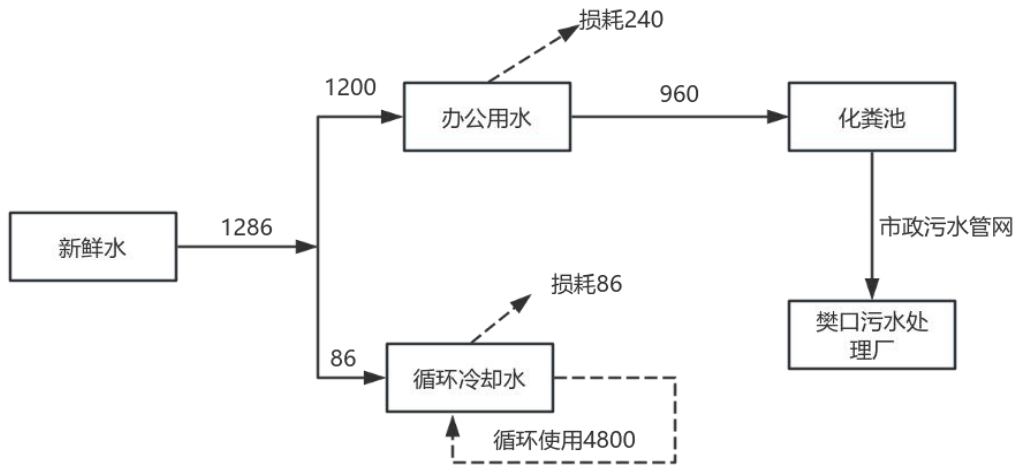 损耗240
1200
办公用水
960
化粪池
新鲜水
1286
市政污水管网
损耗86
樊口污水处
理厂
86
循环冷却水
循环使用4800